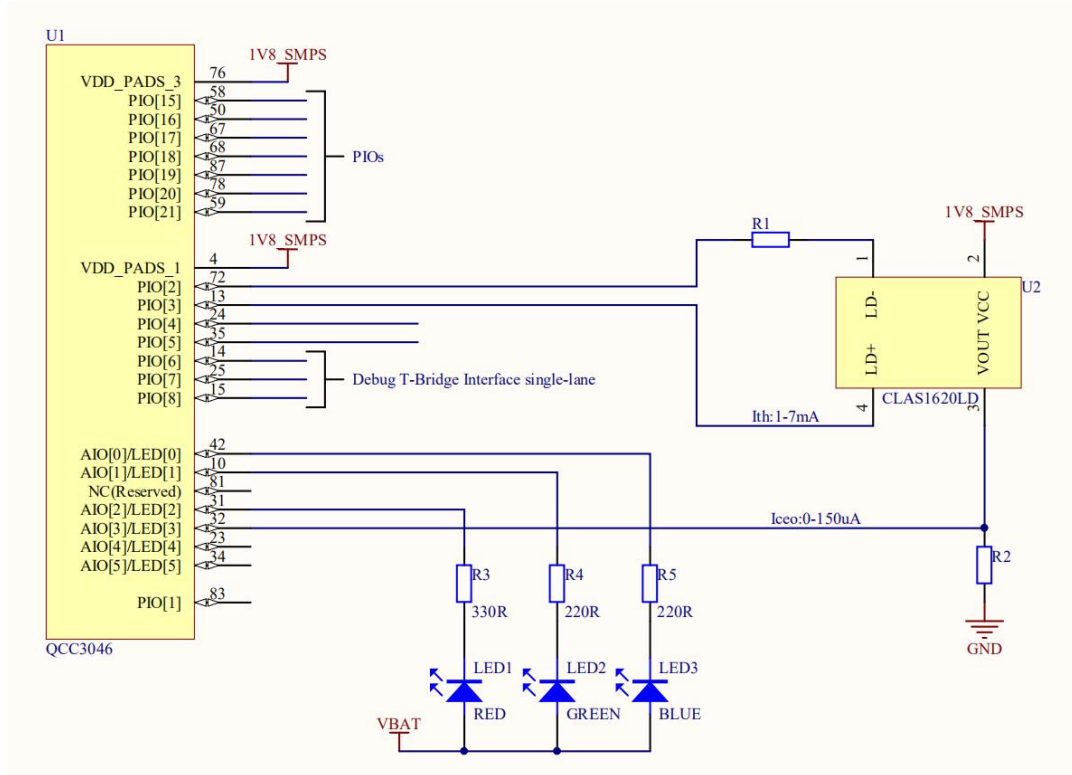 U1
1V8_SMPS
VDD_PADS_3 76
PIO[15] 58
PIO[16] 50
PIO[17] 67
PIO[18] 68
PIO[19] 87
PIO[20] 78
PIO[21] 59
PIOs
1V8_SMPS
VDD_PADS_1 4
PIO[2] 72
PIO[3] 13
PIO[4] 24
PIO[5] 35
PIO[6] 14
PIO[7] 25
PIO[8] 15
Debug T-Bridge Interface single-lane
AIO[0]/LED[0] 42
AIO[1]/LED[1] 10
NC(Reserved) 81
AIO[2]/LED[2] 31
AIO[3]/LED[3] 32
AIO[4]/LED[4] 23
AIO[5]/LED[5] 34
PIO[1] 83
QCC3046
R1
1V8_SMPS
1
2
U2
LD-
VCC
LD+
VOUT
CLAS1620LD
4
3
Ith:1-7mA
Iceo:0-150uA
R2
GND
R3
330R
R4
220R
R5
220R
LED1
RED
LED2
GREEN
LED3
BLUE
VBAT